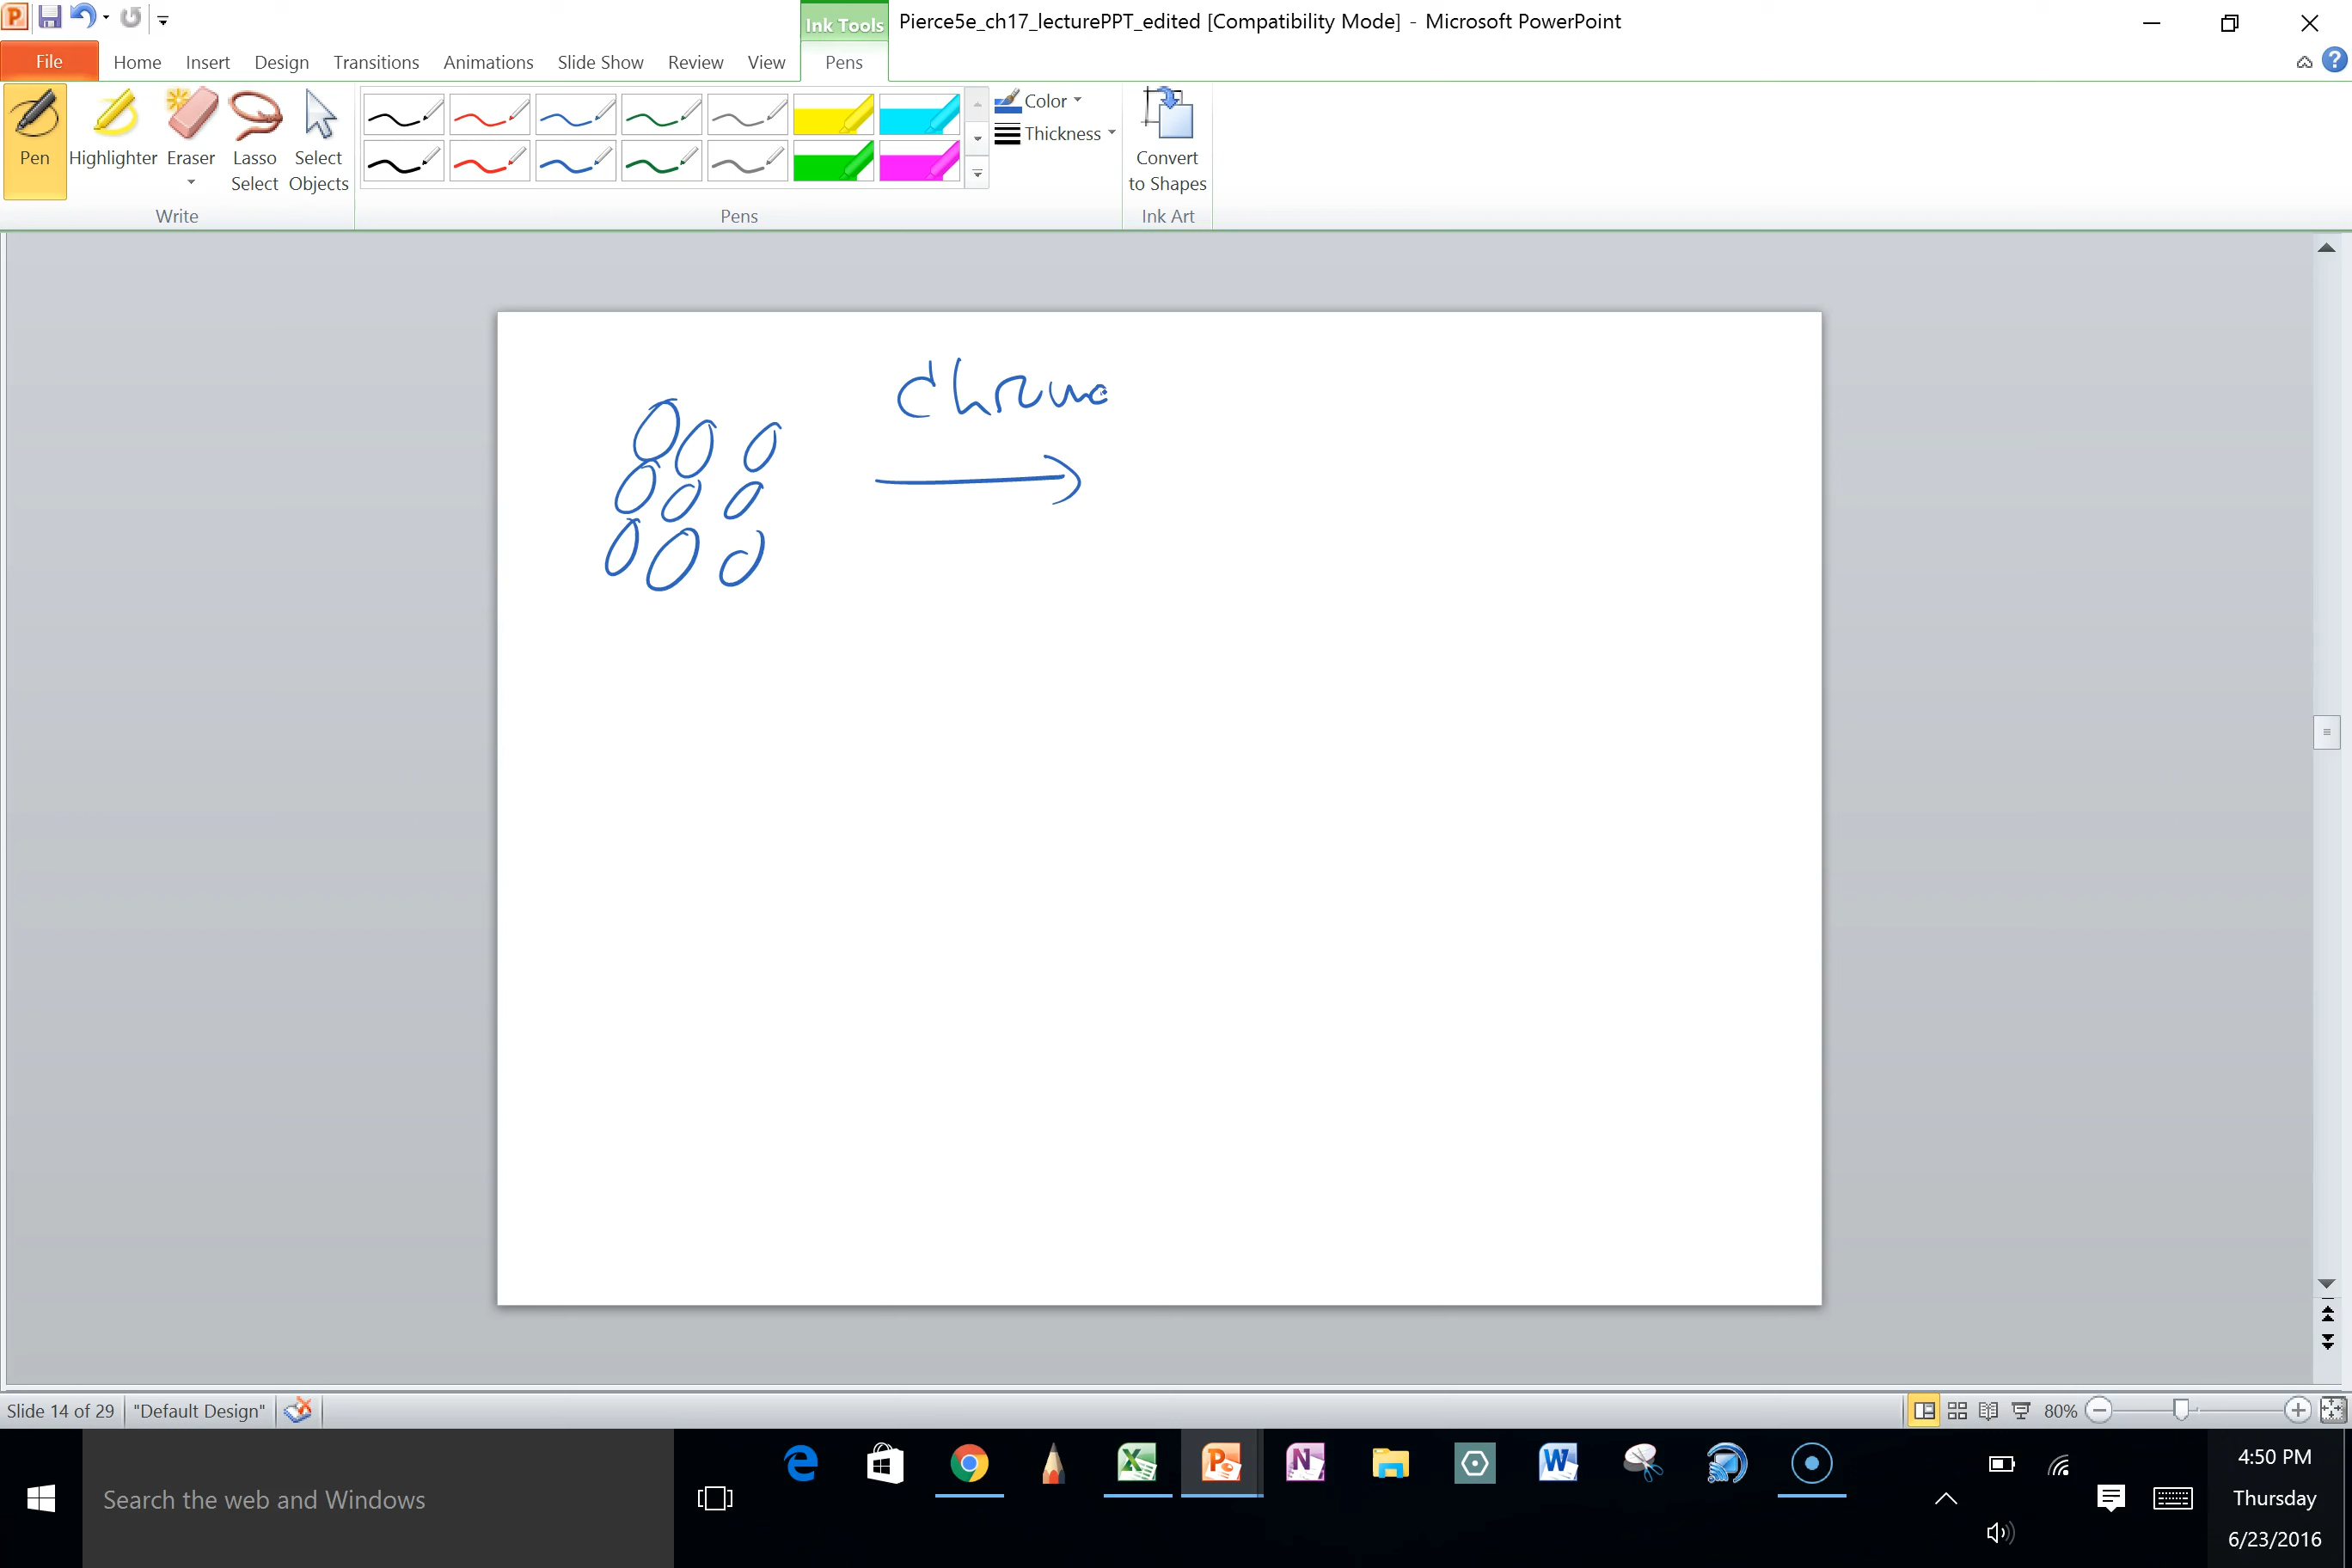 Ink Tools
Pierce5e_ch17_lecturePPT_edited [Compatibility Mode] - Microsoft PowerPoint
File Home Insert Design Transitions Animations Slide Show Review View Pens
Pen Highlighter Eraser Lasso Select Select Objects
Color
Thickness
Convert to Shapes
Write Pens Ink Art
Slide 14 of 29 "Default Design" 80%
Search the web and Windows
4:50 PM
Thursday
6/23/2016